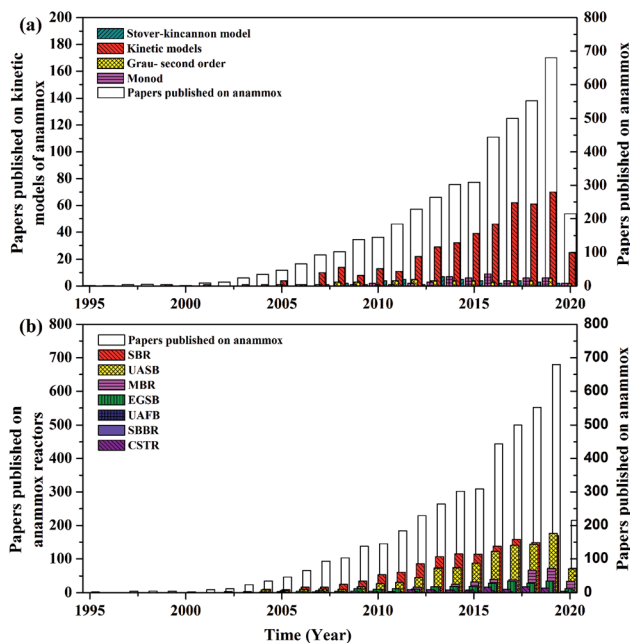 (a)
Stover-kincannon model
Kinetic models
Grau- second order
Monod
Papers published on anammox
Papers published on kinetic
models of anammox
200
180
160
140
120
100
80
60
40
20
0
800
700
600
500
400
300
200
100
0
Papers published on anammox
1995
2000
2005
2010
2015
2020
(b)
Papers published on anammox
SBR
UASB
MBR
EGSB
UAFB
SBBR
CSTR
Papers published on
anammox reactors
800
700
600
500
400
300
200
100
0
800
700
600
500
400
300
200
100
0
Papers published on anammox
1995
2000
2005
2010
2015
2020
Time (Year)